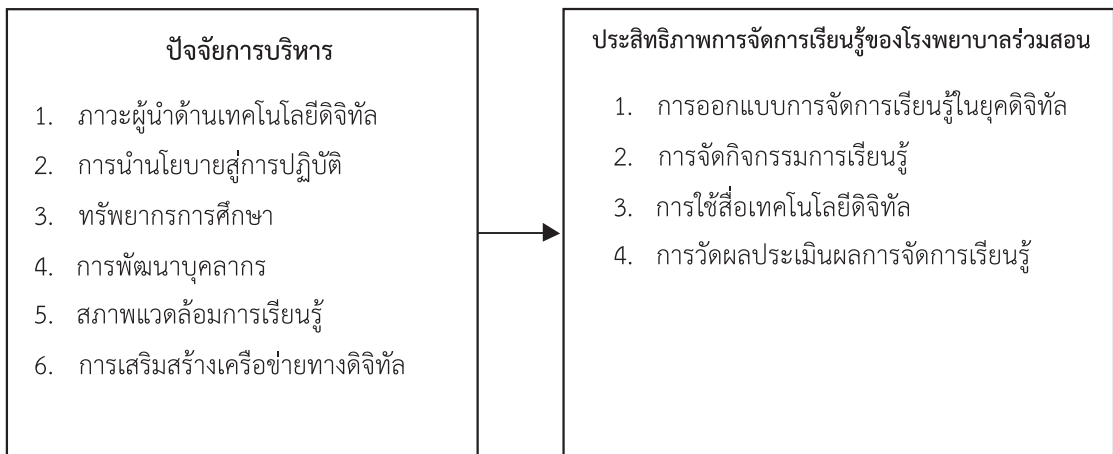 ปัจจัยการบริหาร
1. ภาวะผู้นำด้านเทคโนโลยีดิจิทัล
2. การนำนโยบายสู่การปฏิบัติ
3. ทรัพยากรการศึกษา
4. การพัฒนาบุคลากร
5. สภาพแวดล้อมการเรียนรู้
6. การเสริมสร้างเครือข่ายทางดิจิทัล
ประสิทธิภาพการจัดการเรียนรู้ของโรงพยาบาลร่วมสอน
1. การออกแบบการจัดการเรียนรู้ในยุคดิจิทัล
2. การจัดกิจกรรมการเรียนรู้
3. การใช้สื่อเทคโนโลยีดิจิทัล
4. การวัดผลประเมินผลการจัดการเรียนรู้